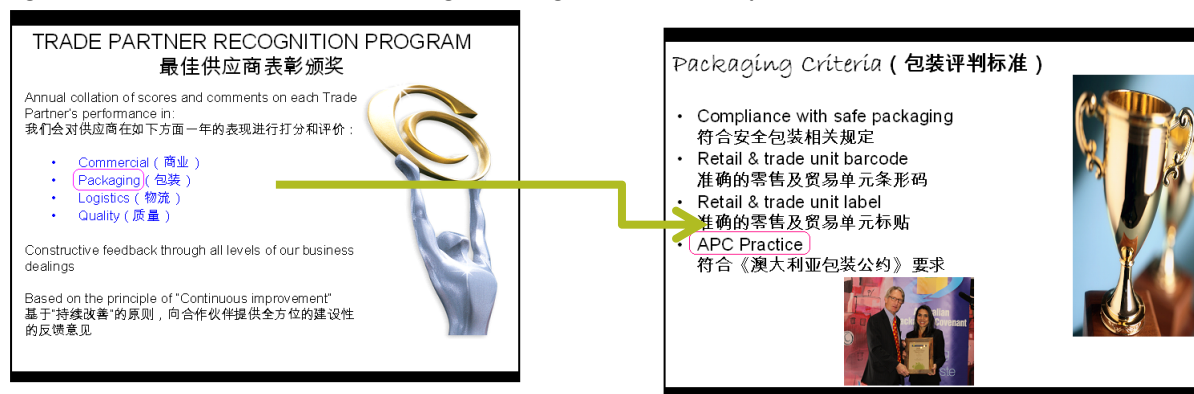 TRADE PARTNER RECOGNITION PROGRAM
最佳供应商表彰颁奖
Annual collation of scores and comments on each Trade
Partner's performance in:
我们会对供应商在如下方面一年的表现进行打分和评价：
• Commercial ( 商业 )
• Packaging ( 包装 )
• Logistics ( 物流 )
• Quality ( 质量 )
Constructive feedback through all levels of our business
dealings
Based on the principle of "Continuous improvement"
基于“持续改善”的原则，向合作伙伴提供全方位的建设性
的反馈意见
Packaging Criteria ( 包装评判标准 )
• Compliance with safe packaging
符合安全包装相关规定
• Retail & trade unit barcode
准确的零售及贸易单元条形码
• Retail & trade unit label
准确的零售及贸易单元标贴
• APC Practice
符合《澳大利亚包装公约》要求
Covenant